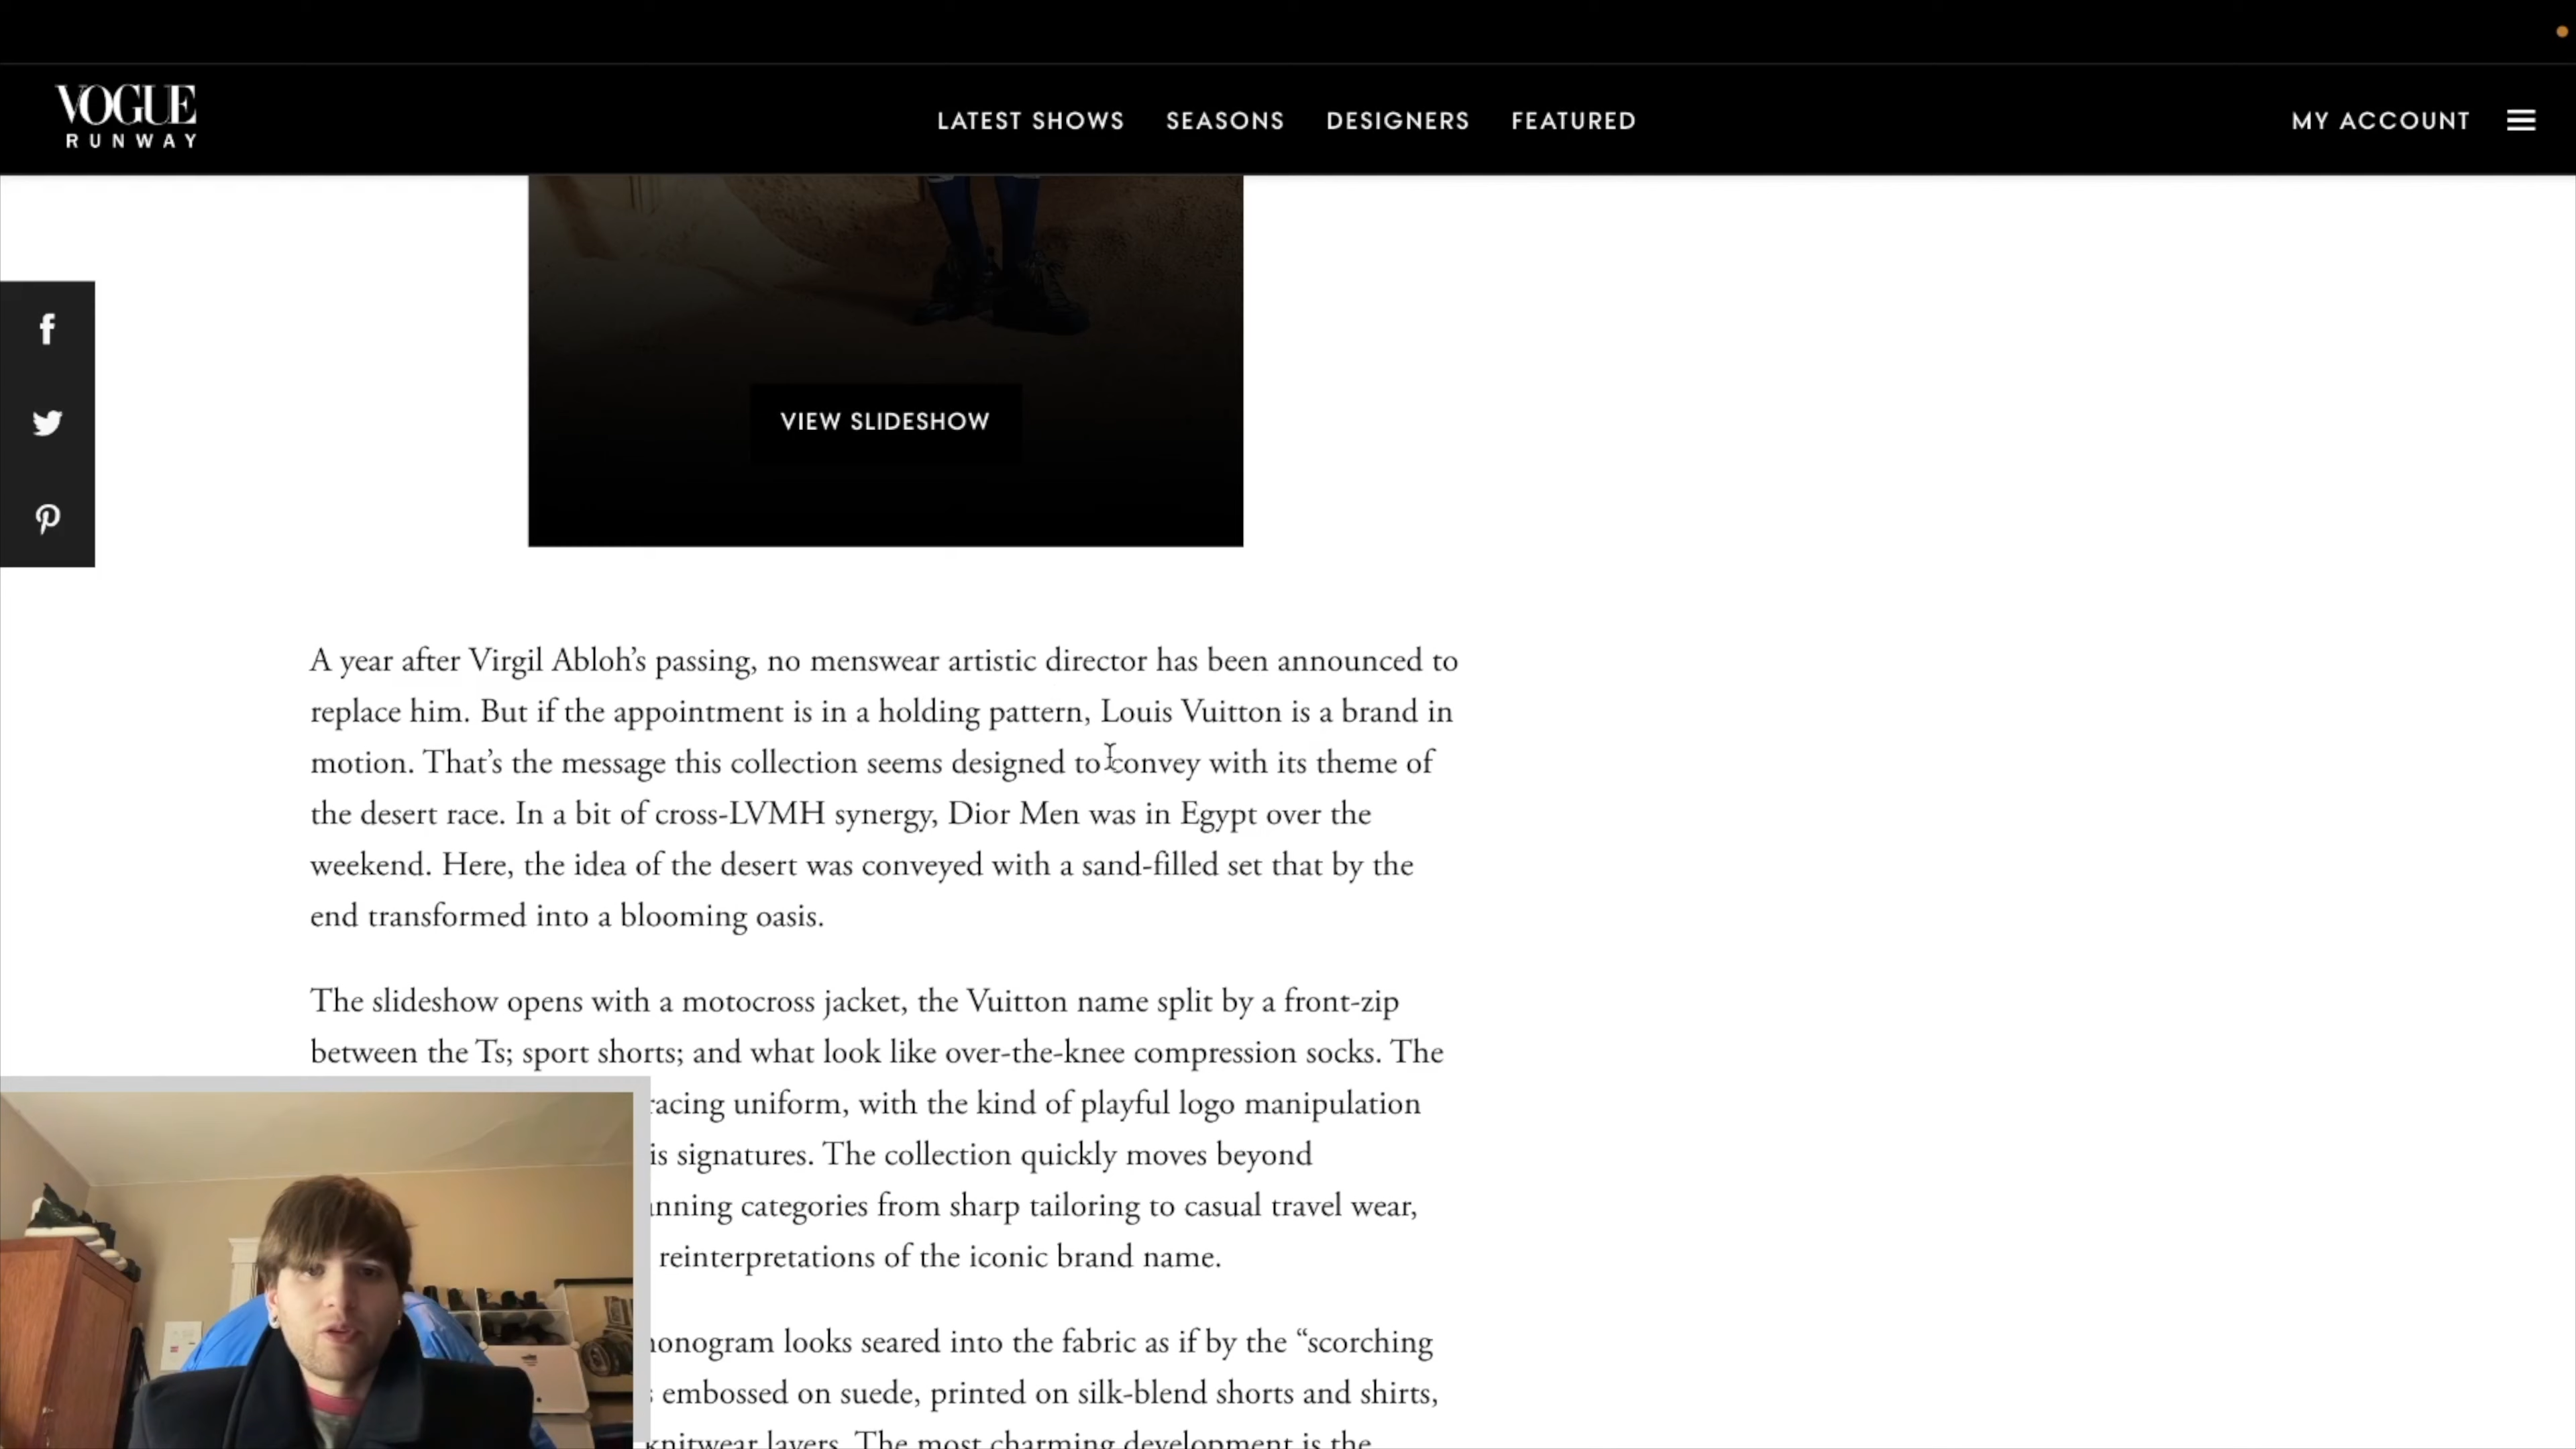 VOGUE
RUNWAY
LATEST SHOWS
SEASONS
DESIGNERS
FEATURED
MY ACCOUNT
VIEW SLIDESHOW
A year after Virgil Abloh’s passing, no menswear artistic director has been announced to
replace him. But if the appointment is in a holding pattern, Louis Vuitton is a brand in
motion. That’s the message this collection seems designed to convey with its theme of
the desert race. In a bit of cross-LVMH synergy, Dior Men was in Egypt over the
weekend. Here, the idea of the desert was conveyed with a sand-filled set that by the
end transformed into a blooming oasis.
The slideshow opens with a motocross jacket, the Vuitton name split by a front-zip
between the Ts; sport shorts; and what look like over-the-knee compression socks. The
racing uniform, with the kind of playful logo manipulation
signatures. The collection quickly moves beyond
categories from sharp tailoring to casual travel wear,
reinterpretations of the iconic brand name.
looks seared into the fabric as if by the “scorching
embossed on suede, printed on silk-blend shorts and shirts,
knitwear layers. The most charming development is the